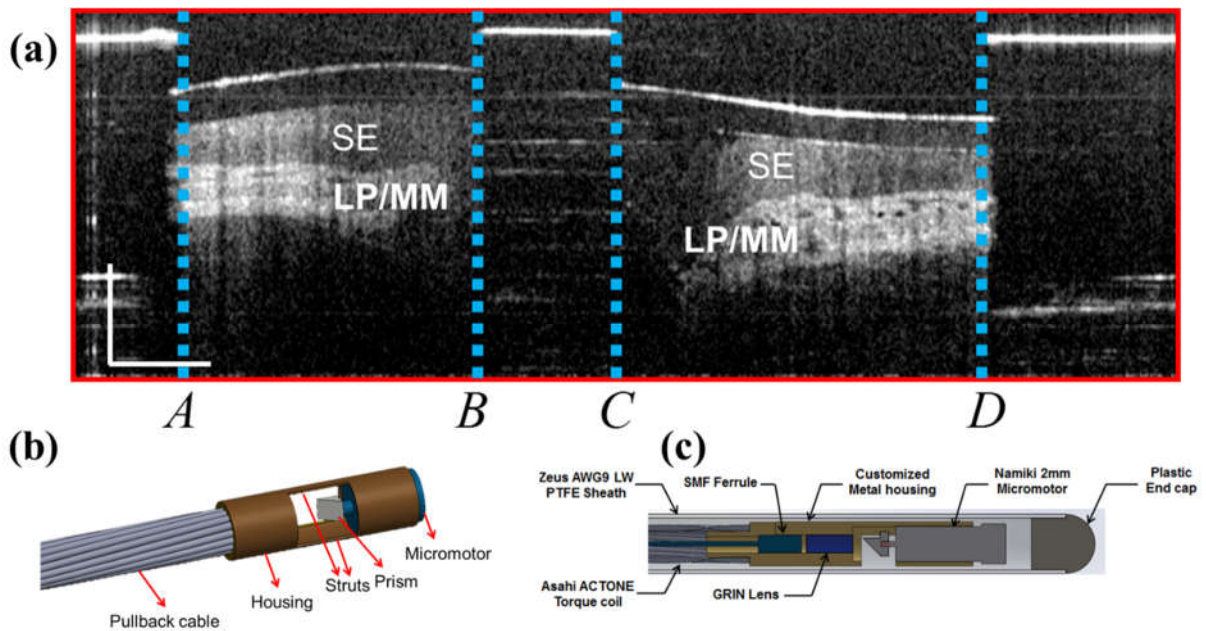 (a)
SE
LP/MM
SE
LP/MM
A B C D
(b)
Pullback cable
Housing
Struts
Prism
Micromotor
(c)
Zeus AWG9 LW
PTFE Sheath
SMF Ferrule
Customized
Metal housing
Namiki 2mm
Micromotor
Plastic
End cap
Asahi ACTONE
Torque coil
GRIN Lens